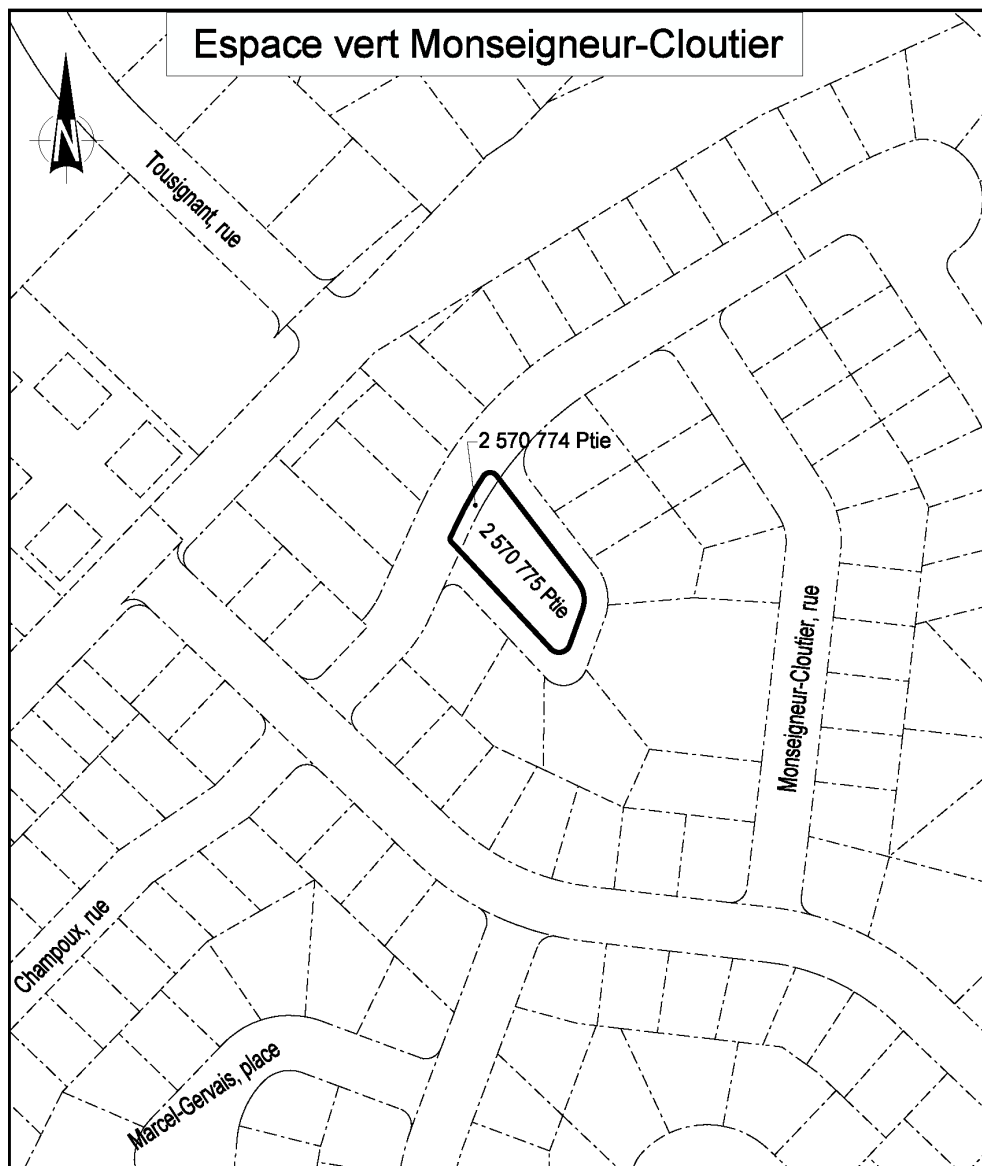 Espace vert Monseigneur-Cloutier
N
Tousignant, rue
2 570 774 Ptie
2 570 775 Ptie
Monseigneur-Cloutier, rue
Champoux, rue
Marcel-Gervais, place